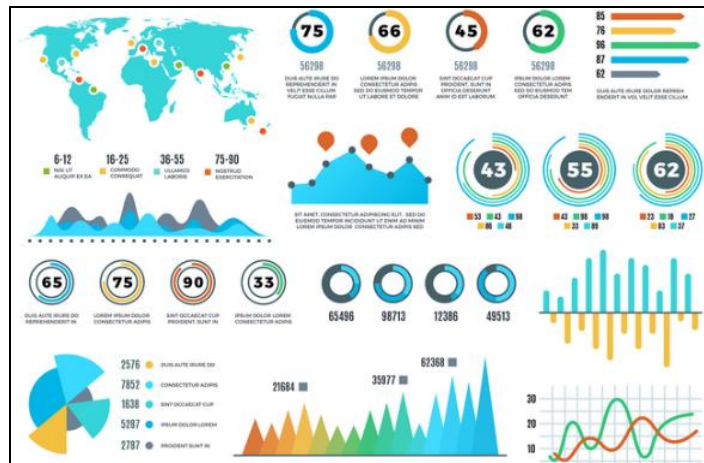 75
66
45
62
56298
56298
56298
56298
DUIS AUTE IRURE DO
REPREHENDERIT IN
VELIT ESSE CILLUM
FUGIAT NULLA PAR
LOREM IPSUM DOLOR
CONSECTETUR ADIPIS
SED DO EIUSMOD TEMPOR
UT LABORE ET DOLORE
SINT OCCAECAT CUP
PROIDENT, SUNT IN
OFFICIA DESERUNT
ANIM ID EST LABORUM.
IPSUM DOLOR LOREM
CONSECTETUR ADIPIS
SED DO EIUSMOD TEM
OFFICIA DESERUNT
85
76
96
87
62
DUIS AUTE IRURE DO REPREH
ENDERIT IN VOL VELIT ESSE CILLUM
6-12
NISI UT
ALIQUIP EX EA
16-25
COMMODO
CONSEQUAT
36-55
ULLAMCO
LABORIS
75-90
NOSTRUD
EXERCITATION
SIT AMET, CONSECTETUR ADIPISCING ELIT, SED DO
EIUSMOD TEMPOR INCIDIDUNT UT ENIM AD MINIM
LOREM IPSUM DOLOR CONSECTETUR ADIPIS SED
43
55
62
53 43 98
86 48
43 98 98
33 89
23 18 27
83 37
65
75
90
33
DUIS AUTE IRURE DO
REPREHENDERIT IN
LOREM IPSUM DOLOR
CONSECTETUR ADIPIS
SINT OCCAECAT CUP
PROIDENT, SUNT IN
IPSUM DOLOR LOREM
CONSECTETUR ADIPIS
65496
98713
12386
49513
2576 DUIS AUTE IRURE DO
7852 CONSECTETUR ADIPIS
1638 SINT OCCAECAT CUP
5287 IPSUM DOLOR LOREM
2787 PROIDENT SUNT IN
21684
35977
62368
30
20
10